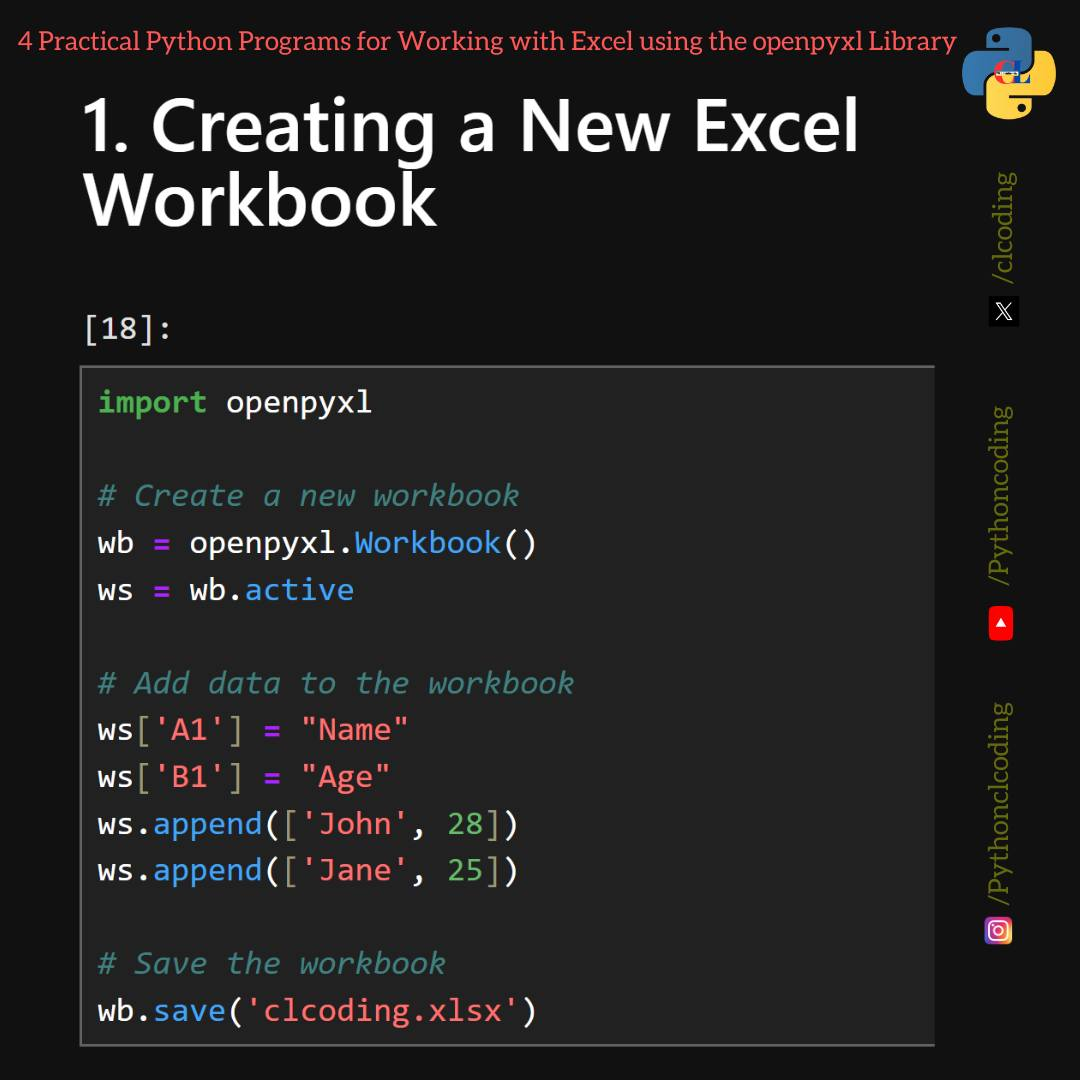 4 Practical Python Programs for Working with Excel using the openpyxl Library
CL
1. Creating a New Excel
Workbook
[18]:
import openpyxl
# Create a new workbook
wb = openpyxl.Workbook()
ws = wb.active
# Add data to the workbook
ws['A1'] = "Name"
ws['B1'] = "Age"
ws.append(['John', 28])
ws.append(['Jane', 25])
# Save the workbook
wb.save('clcoding.xlsx')
/clcoding
/Pythoncoding
/Pythonclcoding